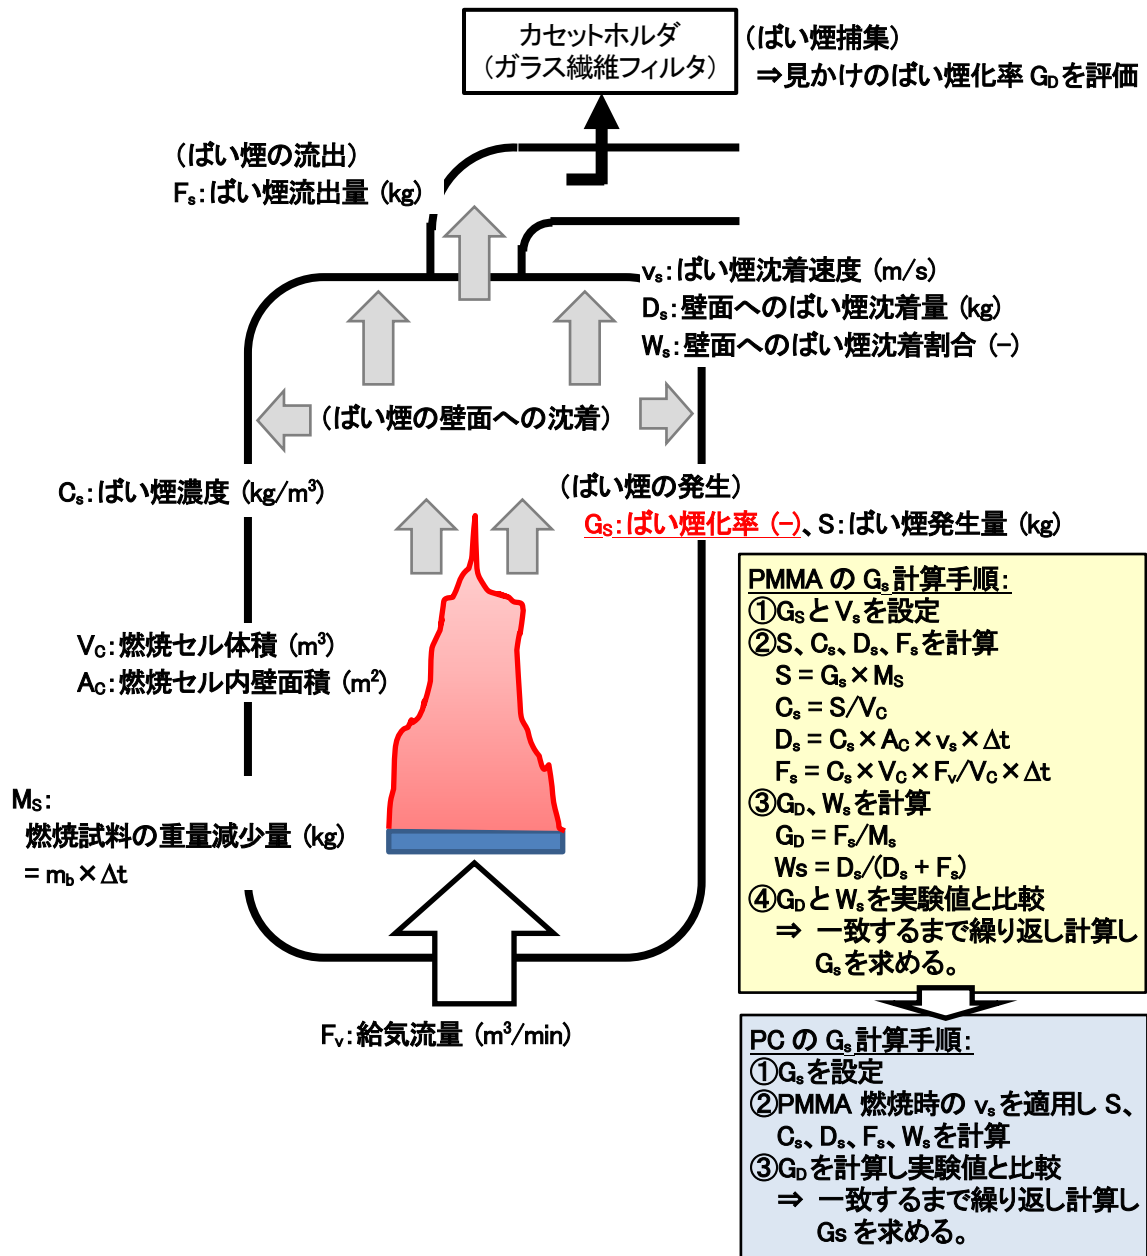 カセットホルダ
（ガラス繊維フィルタ）
（ばい煙捕集）
⇒見かけのばい煙化率 GDを評価
（ばい煙の流出）
Fs：ばい煙流出量 (kg)
vs：ばい煙沈着速度 (m/s)
Ds：壁面へのばい煙沈着量 (kg)
Ws：壁面へのばい煙沈着割合 (−)
（ばい煙の壁面への沈着）
Cs：ばい煙濃度 (kg/m³)
（ばい煙の発生）
GS：ばい煙化率 (−)、S：ばい煙発生量 (kg)
VC：燃焼セル体積 (m³)
AC：燃焼セル内壁面積 (m²)
MS：
燃焼試料の重量減少量 (kg)
= mb×Δt
Fv：給気流量 (m³/min)
PMMA の Gs計算手順：
①GSと Vsを設定
②S、Cs、Ds、Fsを計算
S = Gs×MS
Cs = S/VC
Ds = Cs×AC×vs×Δt
Fs = Cs×VC×Fv/VC×Δt
③GD、Wsを計算
GD = Fs/Ms
Ws = Ds/(Ds + Fs)
④GDとWsを実験値と比較
⇒ 一致するまで繰り返し計算し
Gsを求める。
PC の Gs計算手順：
①Gsを設定
②PMMA 燃焼時の vsを適用し S、
Cs、Ds、Fs、Wsを計算
③GDを計算し実験値と比較
⇒ 一致するまで繰り返し計算し
Gs を求める。